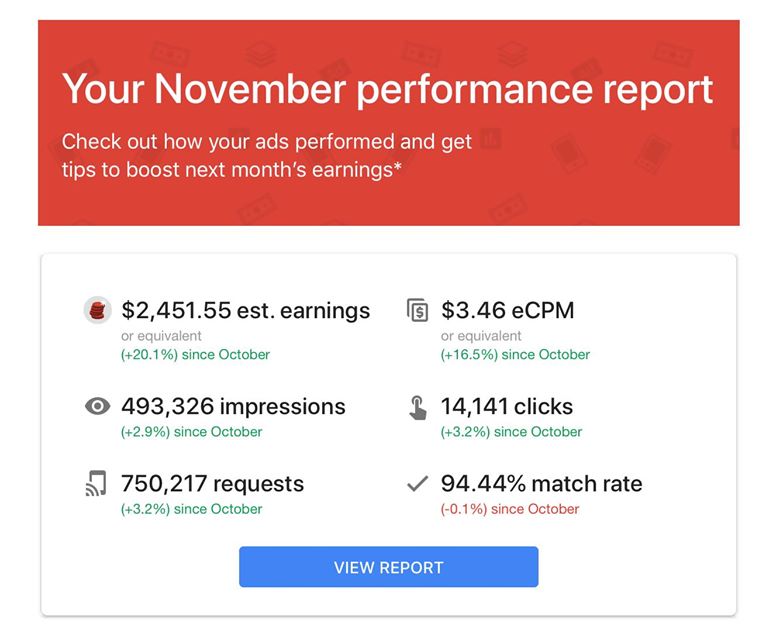 Your November performance report
Check out how your ads performed and get
tips to boost next month's earnings*
$2,451.55 est. earnings
or equivalent
(+20.1%) since October
$3.46 eCPM
or equivalent
(+16.5%) since October
493,326 impressions
(+2.9%) since October
14,141 clicks
(+3.2%) since October
750,217 requests
(+3.2%) since October
94.44% match rate
(-0.1%) since October
VIEW REPORT